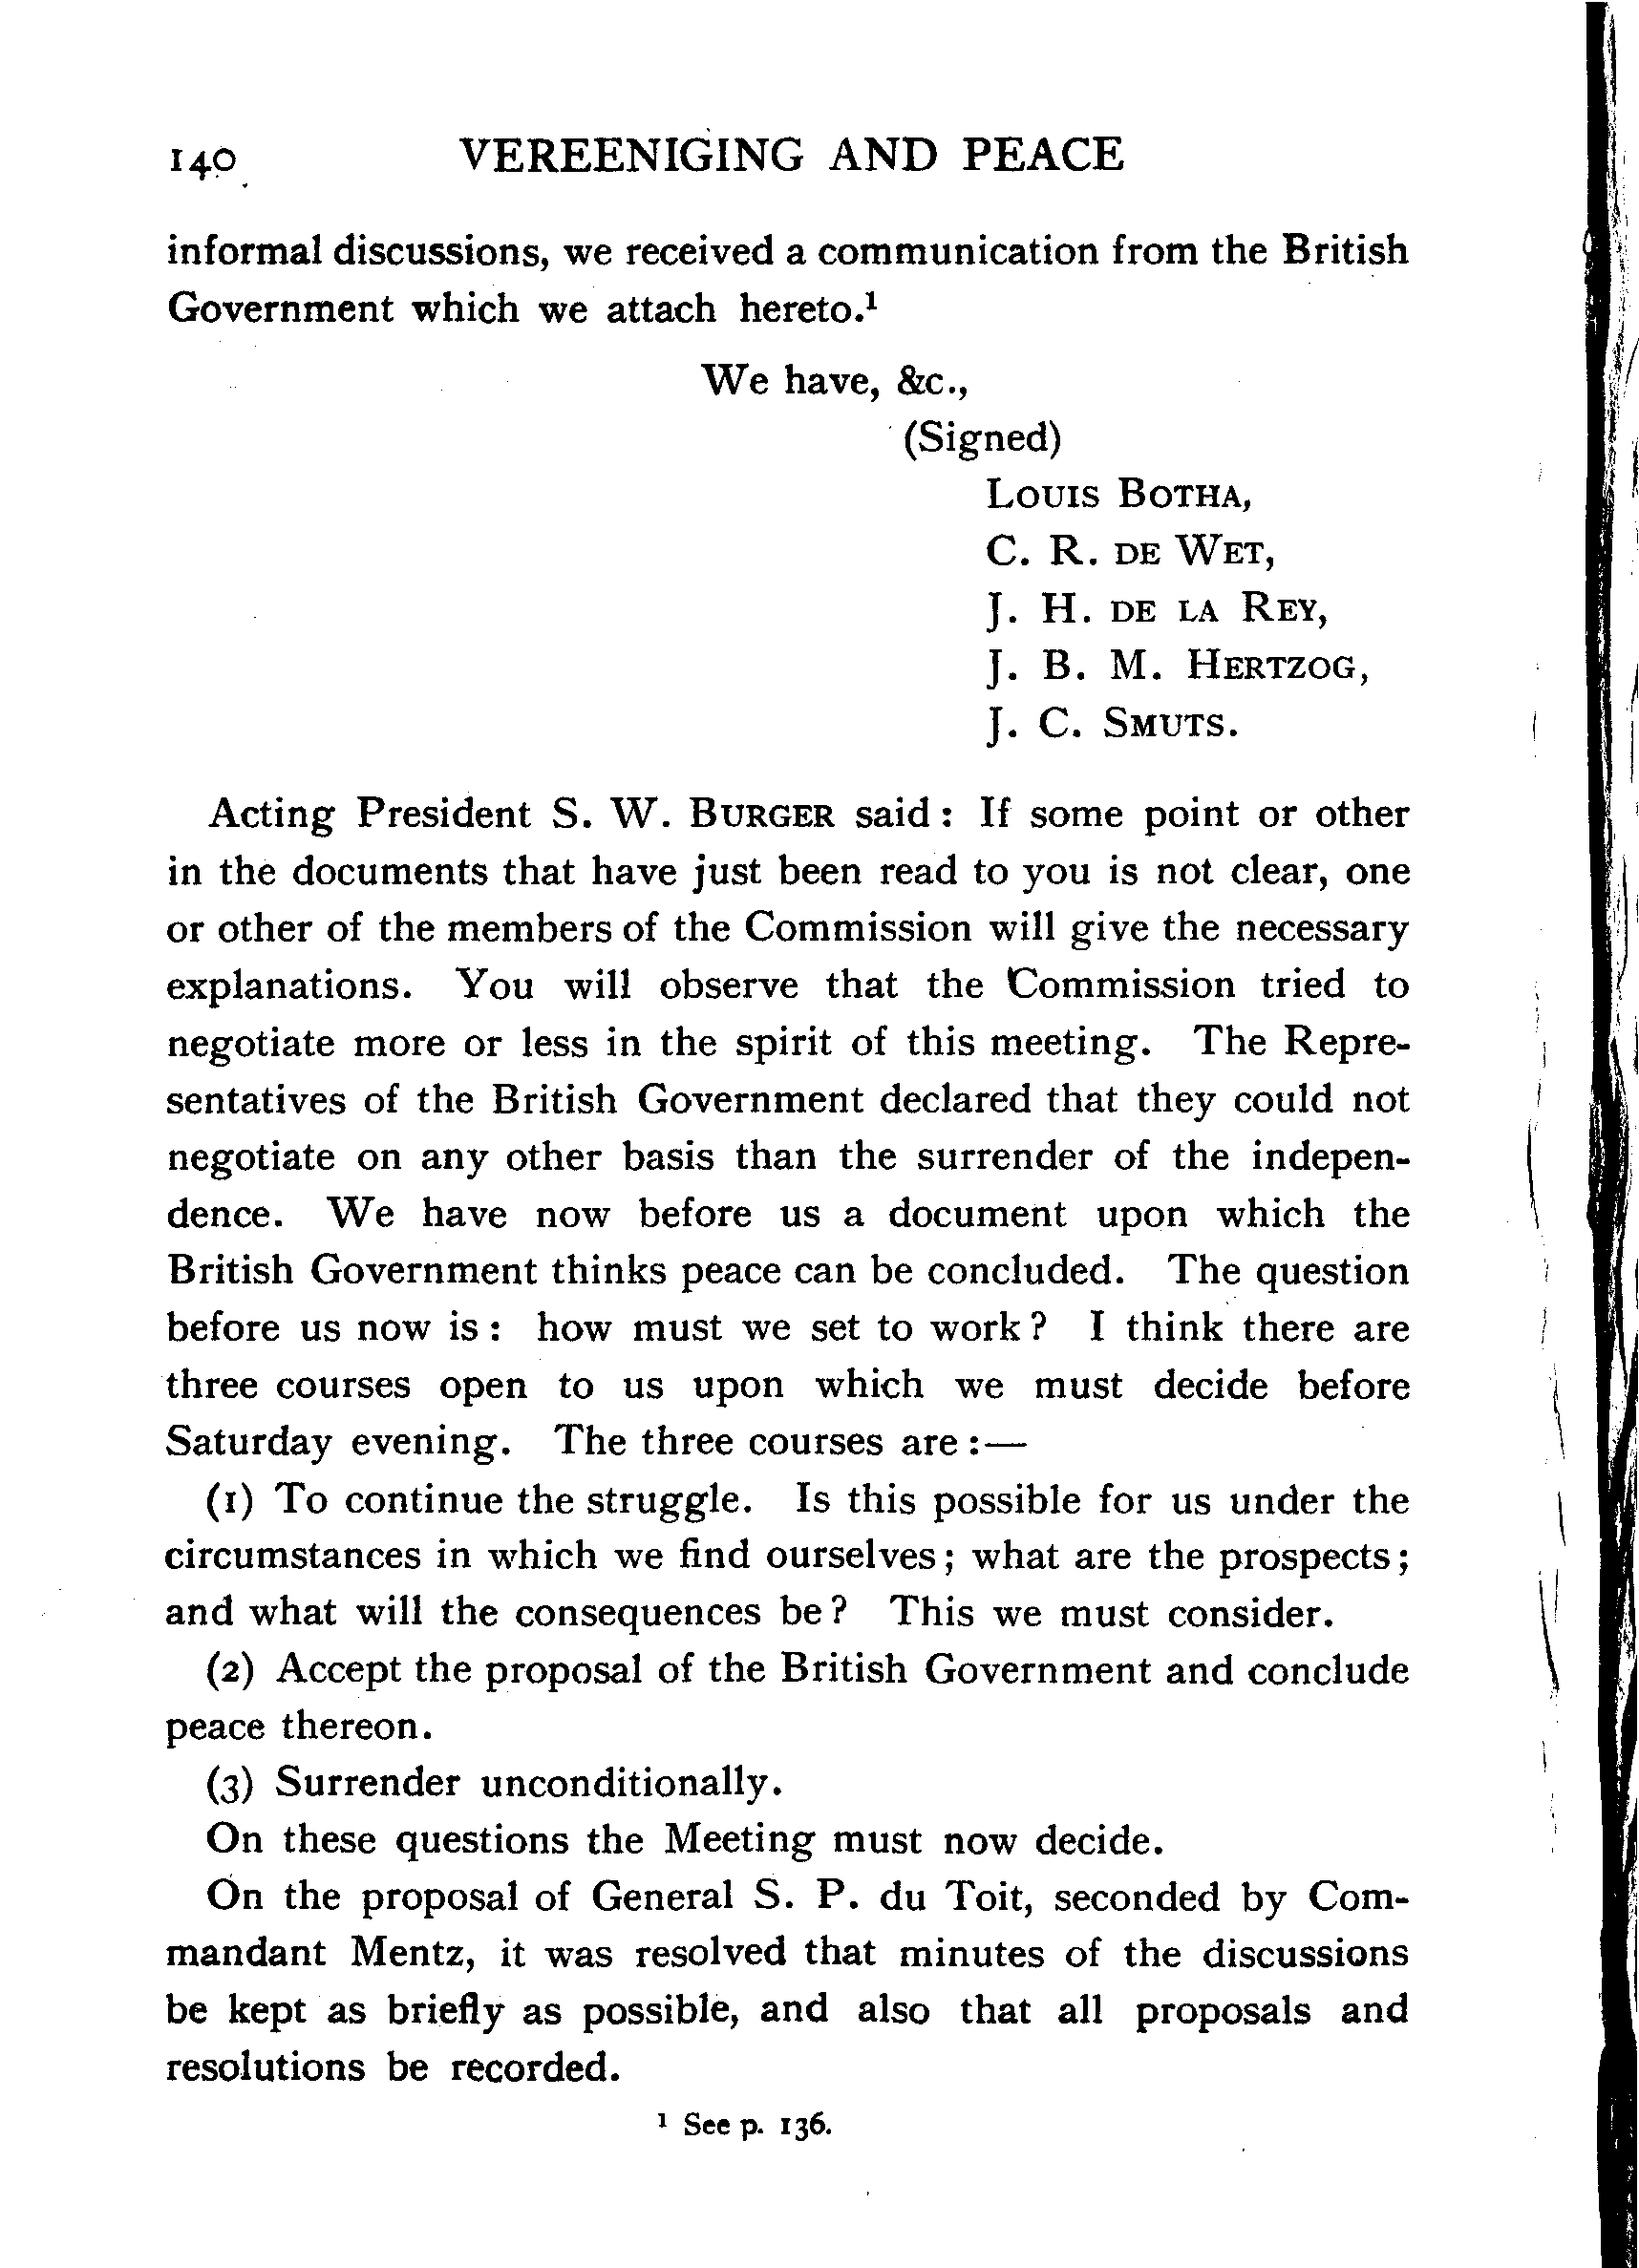 140 VEREENIGING AND PEACE
informal discussions, we received a communication from the British
Government which we attach hereto.¹
We have, &c.,
(Signed)
LOUIS BOTHA,
C. R. DE WET,
J. H. DE LA REY,
J. B. M. HERTZOG,
J. C. SMUTS.
Acting President S. W. BURGER said: If some point or other
in the documents that have just been read to you is not clear, one
or other of the members of the Commission will give the necessary
explanations. You will observe that the Commission tried to
negotiate more or less in the spirit of this meeting. The Repre-
sentatives of the British Government declared that they could not
negotiate on any other basis than the surrender of the indepen-
dence. We have now before us a document upon which the
British Government thinks peace can be concluded. The question
before us now is: how must we set to work? I think there are
three courses open to us upon which we must decide before
Saturday evening. The three courses are:—
(1) To continue the struggle. Is this possible for us under the
circumstances in which we find ourselves; what are the prospects;
and what will the consequences be? This we must consider.
(2) Accept the proposal of the British Government and conclude
peace thereon.
(3) Surrender unconditionally.
On these questions the Meeting must now decide.
On the proposal of General S. P. du Toit, seconded by Com-
mandant Mentz, it was resolved that minutes of the discussions
be kept as briefly as possible, and also that all proposals and
resolutions be recorded.
¹ See p. 136.